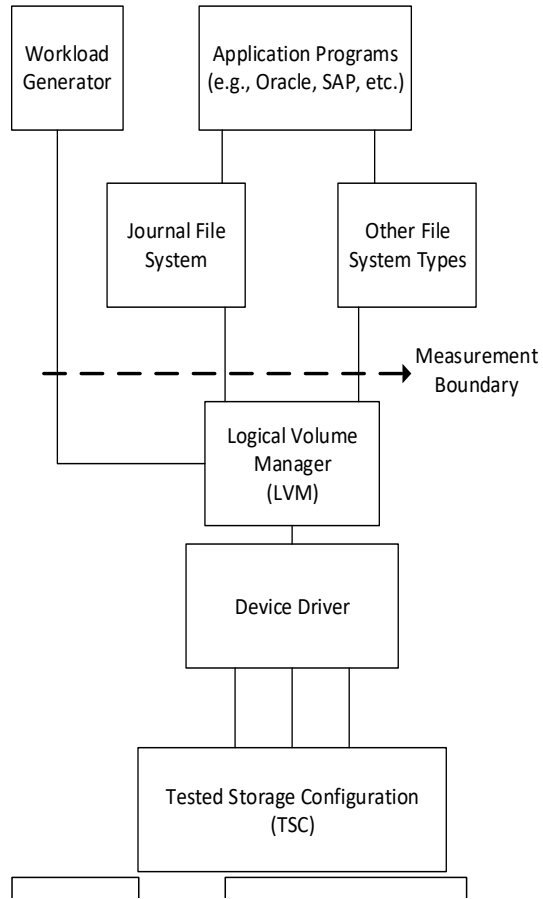 Workload
Generator
Application Programs
(e.g., Oracle, SAP, etc.)
Journal File
System
Other File
System Types
Measurement
Boundary
Logical Volume
Manager
(LVM)
Device Driver
Tested Storage Configuration
(TSC)